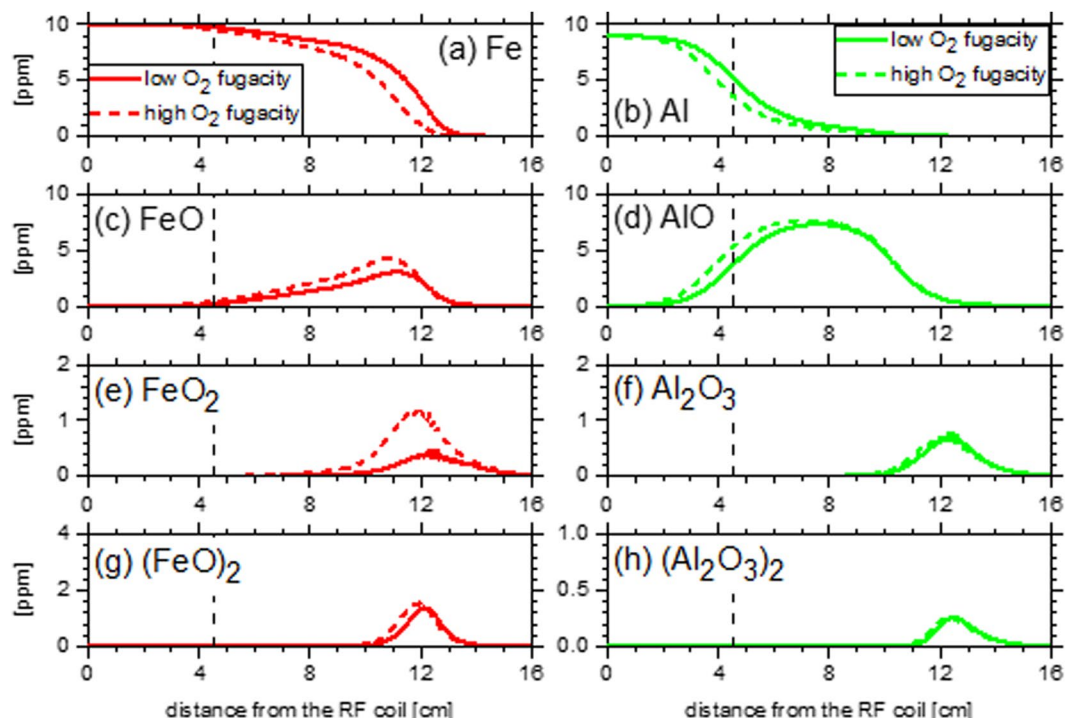 10
5
0
[ppm]
(a) Fe
low O2 fugacity
high O2 fugacity
0 4 8 12 16
10
5
0
(b) Al
low O2 fugacity
high O2 fugacity
0 4 8 12 16
10
5
0
[ppm]
(c) FeO
0 4 8 12 16
10
5
0
(d) AlO
0 4 8 12 16
2
1
0
[ppm]
(e) FeO2
0 4 8 12 16
2
1
0
(f) Al2O3
0 4 8 12 16
4
2
0
[ppm]
(g) (FeO)2
0 4 8 12 16
distance from the RF coil [cm]
1.0
0.5
0.0
(h) (Al2O3)2
0 4 8 12 16
distance from the RF coil [cm]